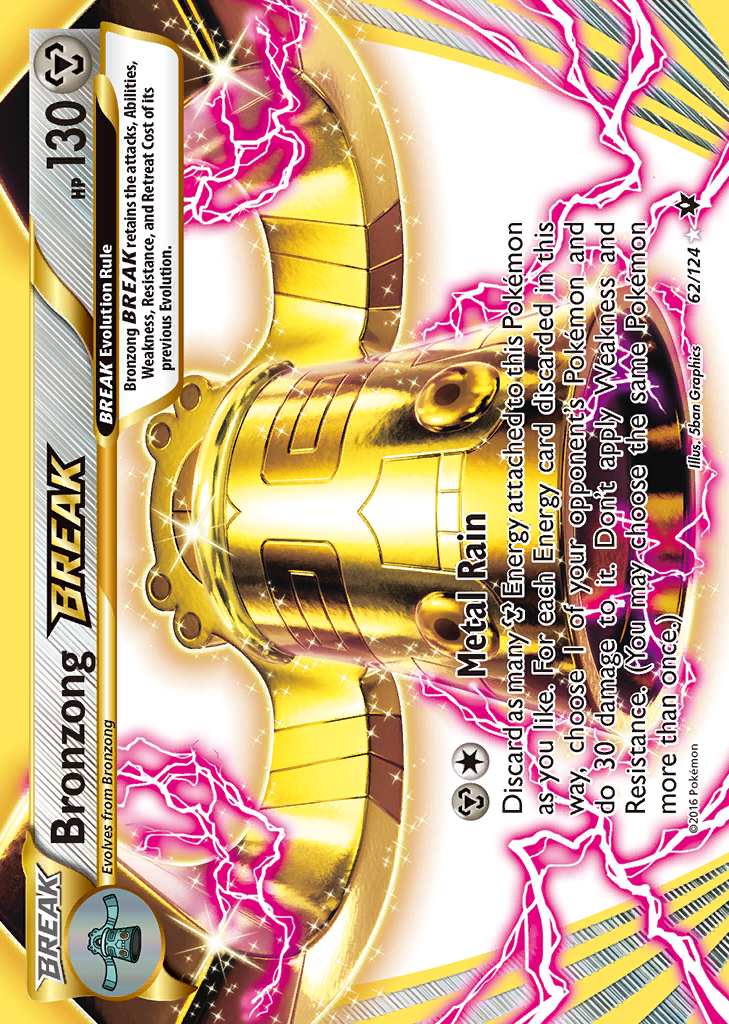 BREAK
Bronzong BREAK
HP 130
Evolves from Bronzong
BREAK Evolution Rule
Bronzong BREAK retains the attacks, Abilities,
Weakness, Resistance, and Retreat Cost of its
previous Evolution.
Metal Rain
Discard as many Energy attached to this Pokémon
as you like. For each Energy card discarded in this
way, choose 1 of your opponent's Pokémon and
do 30 damage to it. Don't apply Weakness and
Resistance. (You may choose the same Pokémon
more than once.)
Illus. 5ban Graphics
62/124
©2016 Pokémon